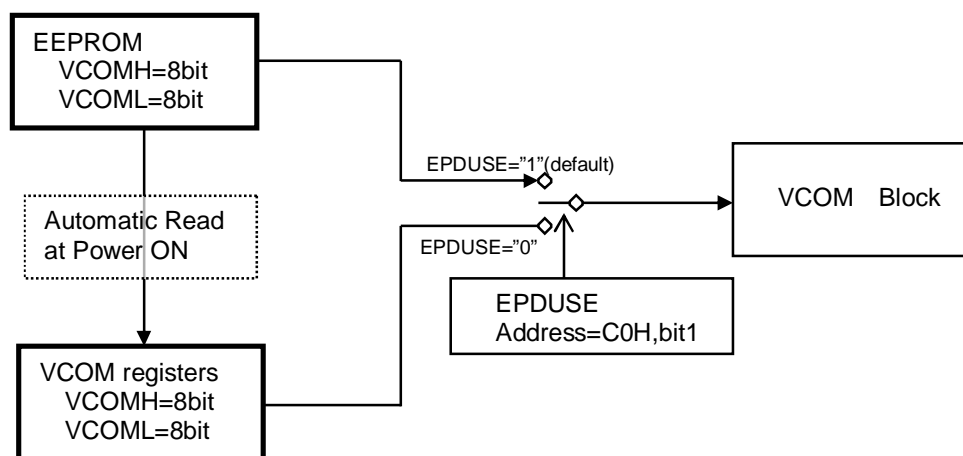 EEPROM
VCOMH=8bit
VCOML=8bit
EPDUSE=”1”(default)
VCOM Block
Automatic Read
at Power ON
EPDUSE=”0”
EPDUSE
Address=C0H,bit1
VCOM registers
VCOMH=8bit
VCOML=8bit